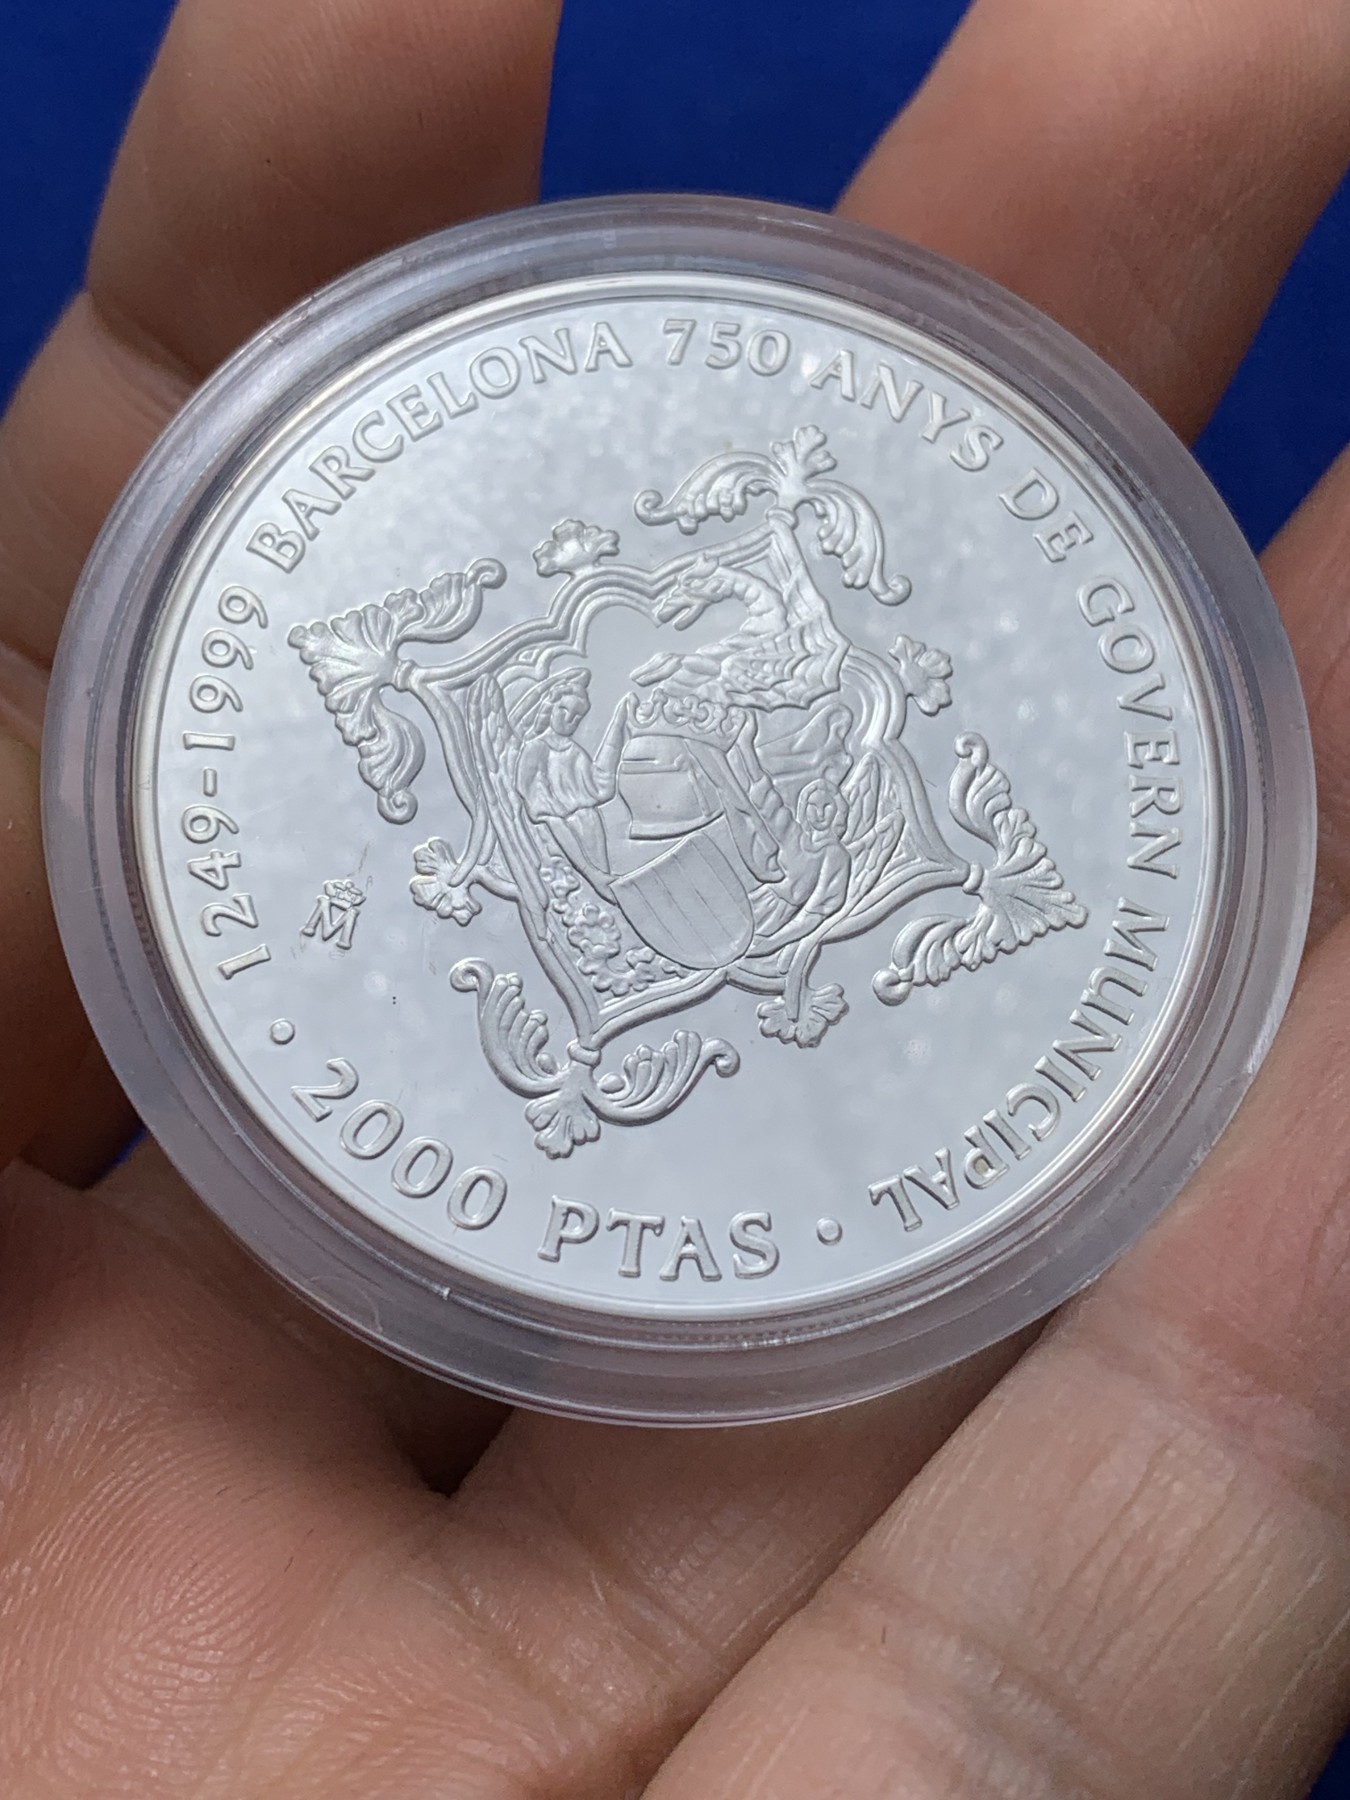 1249-1999 BARCELONA 750 ANYS DE GOVERN MUNICIPAL
• 2000 PTAS •
M